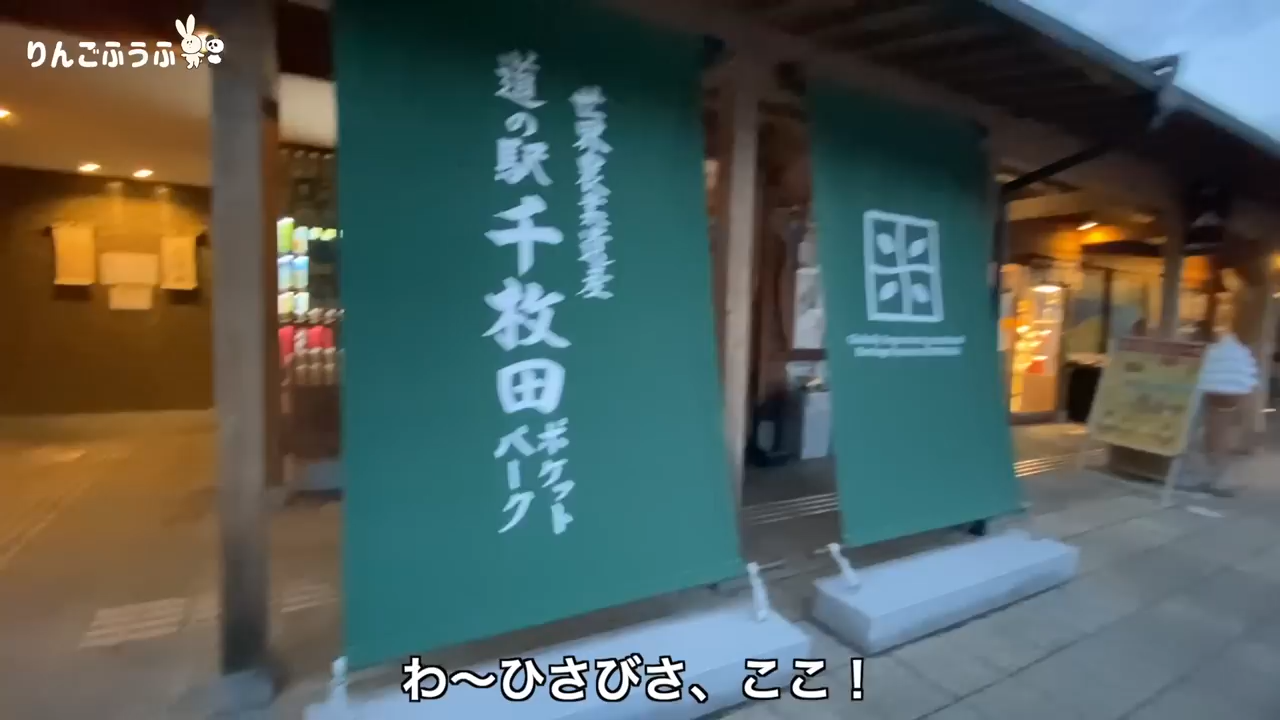 りんごふうふ
世界農業遺産
道の駅千枚田
ポケットパーク
わ〜ひさびさ、ここ！